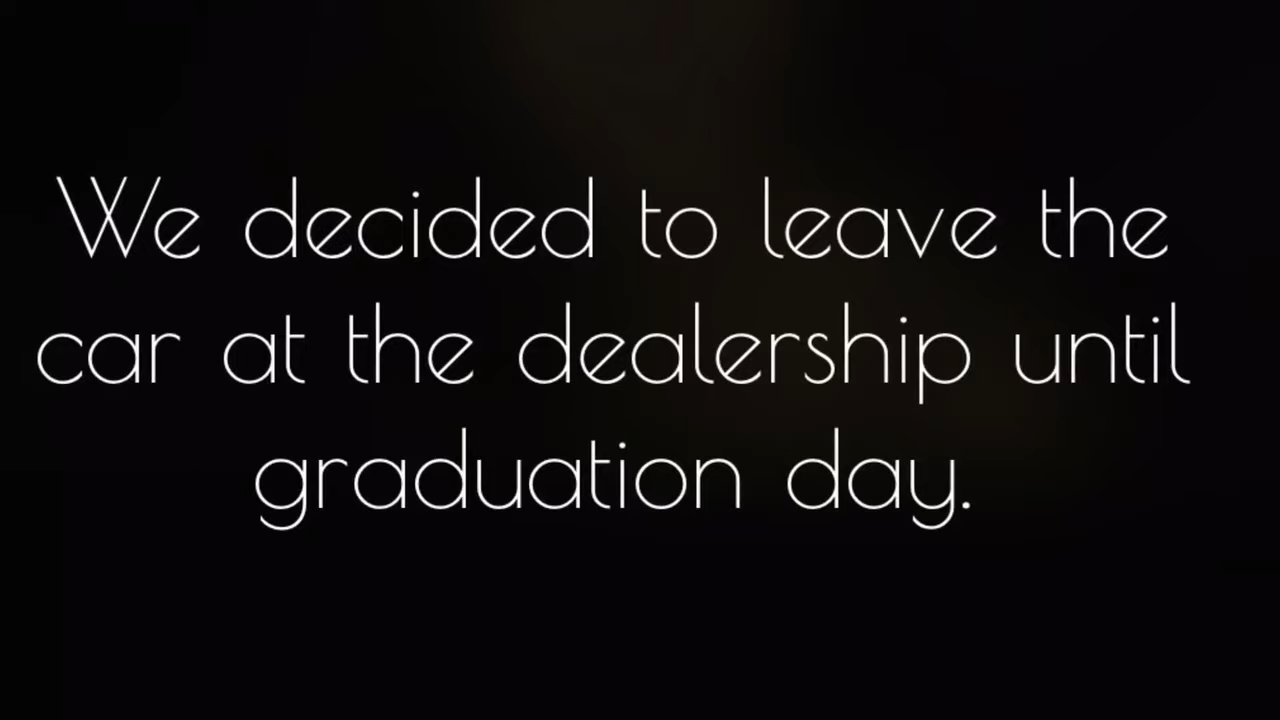 We decided to leave the
car at the dealership until
graduation day.